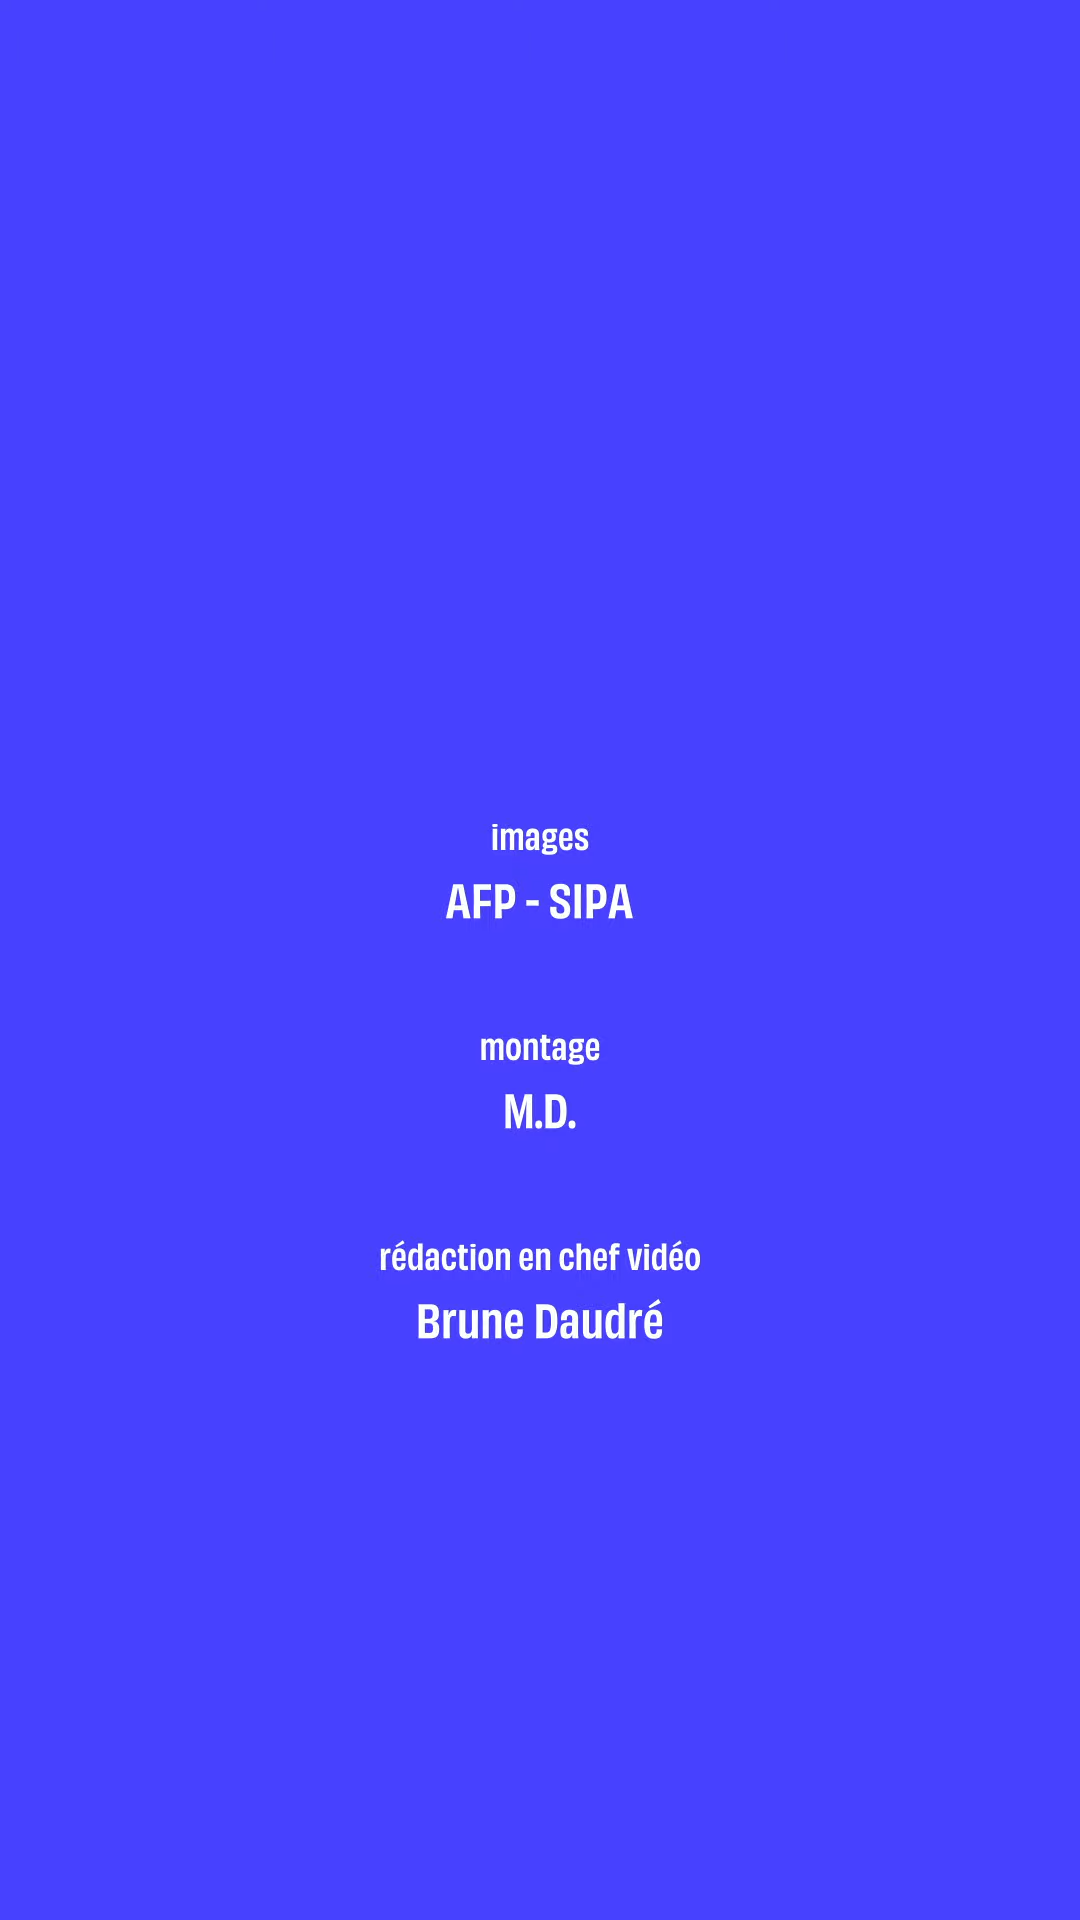 images
AFP - SIPA
montage
M.D.
rédaction en chef vidéo
Brune Daudré